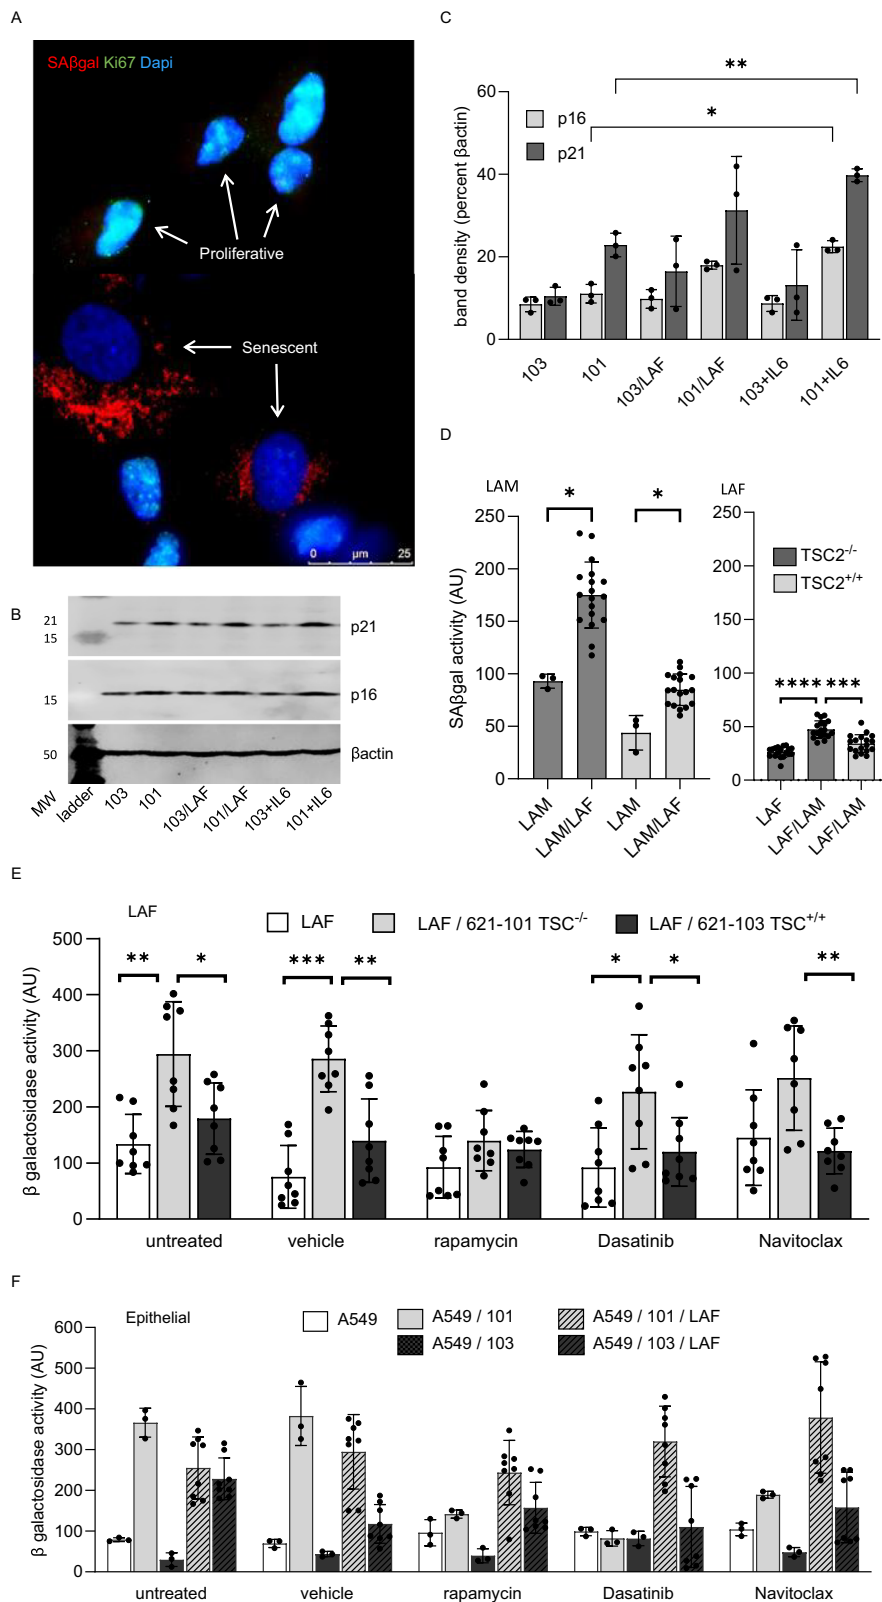 A
SAβgal Ki67 Dapi
Proliferative
Senescent
0 µm 25
B
21
15
p21
15
p16
50
βactin
MW
ladder
103
101
103/LAF
101/LAF
103+IL6
101+IL6
C
**
*
p16
p21
band density (percent βactin)
60
40
20
0
103
101
103/LAF
101/LAF
103+IL6
101+IL6
D
LAM
* *
SAβgal activity (AU)
250
200
150
100
50
0
LAM
LAM/LAF
LAM
LAM/LAF
LAF
250
200
150
100
50
0
TSC2-/-
TSC2+/+
**** ***
LAF
LAF/LAM
LAF/LAM
E
LAF
LAF
LAF / 621-101 TSC-/-
LAF / 621-103 TSC+/+
β galactosidase activity (AU)
500
400
300
200
100
0
** * *** ** * * **
untreated vehicle rapamycin Dasatinib Navitoclax
F
Epithelial
A549
A549 / 101
A549 / 103
A549 / 101 / LAF
A549 / 103 / LAF
β galactosidase activity (AU)
600
500
400
300
200
100
0
untreated vehicle rapamycin Dasatinib Navitoclax